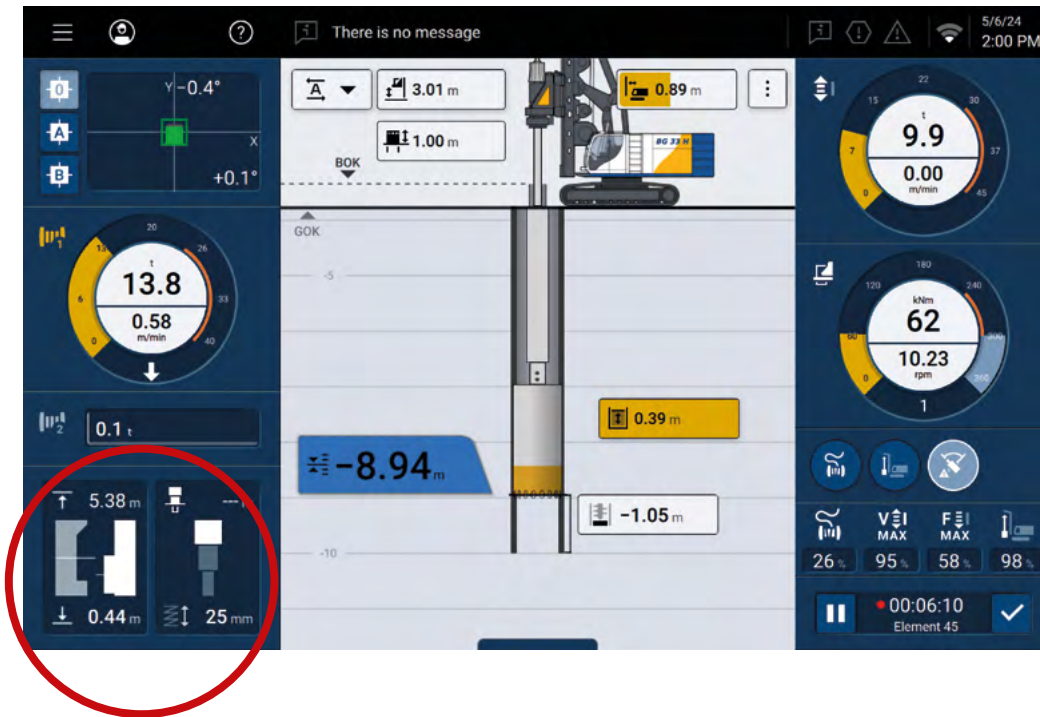 There is no message
5/6/24
2:00 PM
0
A
B
Y -0.4°
X
+0.1°
1
20
15
26
6
33
0
40
t
13.8
0.58
m/min
2
0.1 t
5.38 m
0.44 m
---
25 mm
A
3.01 m
0.89 m
1.00 m
BOK
BG 33 H
GOK
-5
0.39 m
-8.94 m
-1.05 m
-10
22
15
30
7
37
0
45
t
9.9
0.00
m/min
180
120
240
60
300
0
360
kNm
62
10.23
rpm
1
V MAX
F MAX
26 %
95 %
58 %
98 %
00:06:10
Element 45